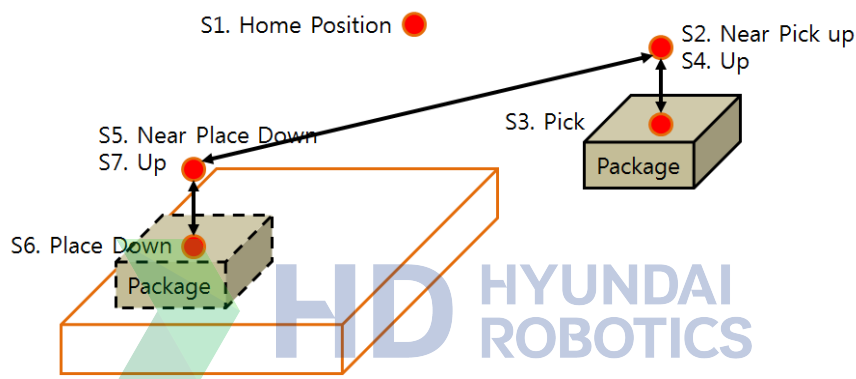 S1. Home Position
S2. Near Pick up
S4. Up
S3. Pick
Package
S5. Near Place Down
S7. Up
S6. Place Down
Package
HD HYUNDAI
ROBOTICS